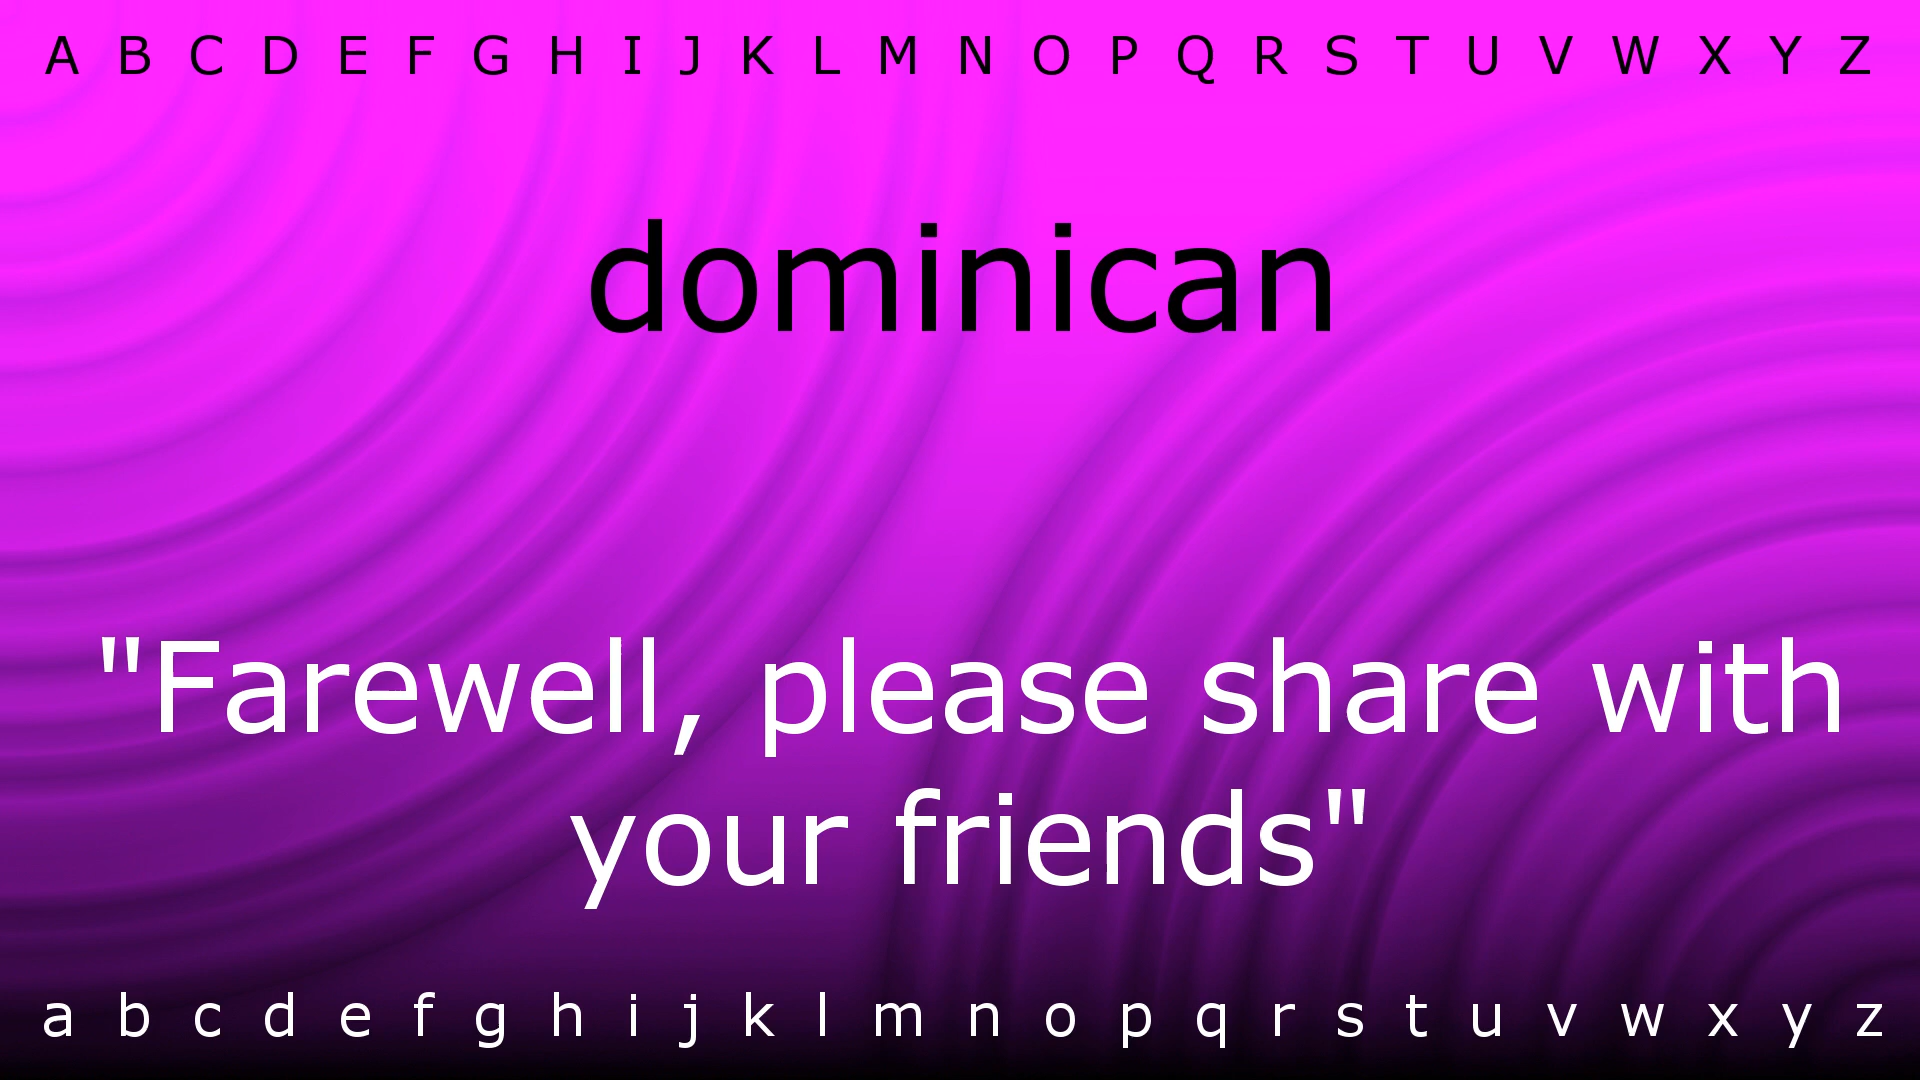 A B C D E F G H I J K L M N O P Q R S T U V W X Y Z
dominican
"Farewell, please share with
your friends"
a b c d e f g h i j k l m n o p q r s t u v w x y z